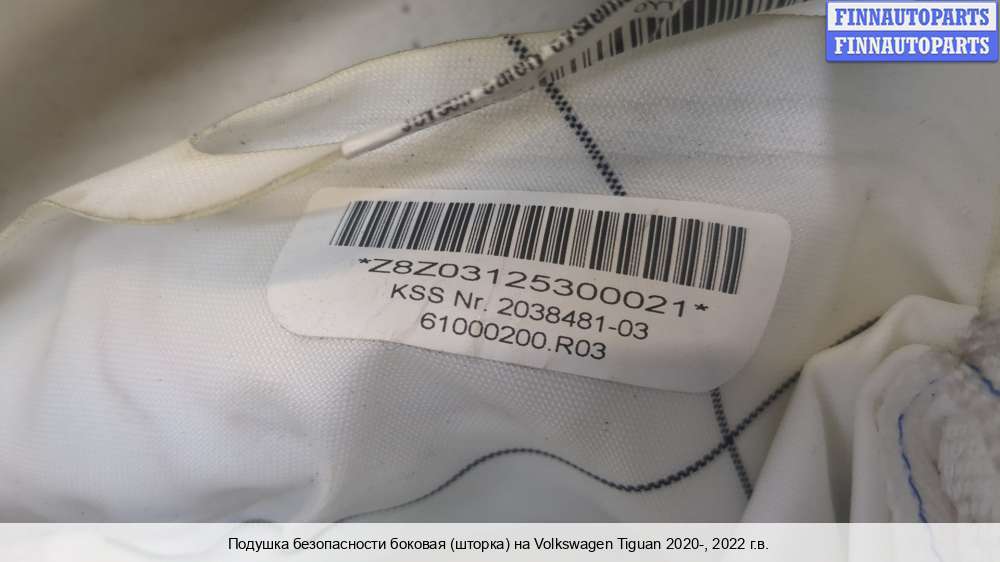 FINNAUTOPARTS
FINNAUTOPARTS
*Z8Z03125300021*
KSS Nr. 2038481-03
61000200.R03
Подушка безопасности боковая (шторка) на Volkswagen Tiguan 2020-, 2022 г.в.